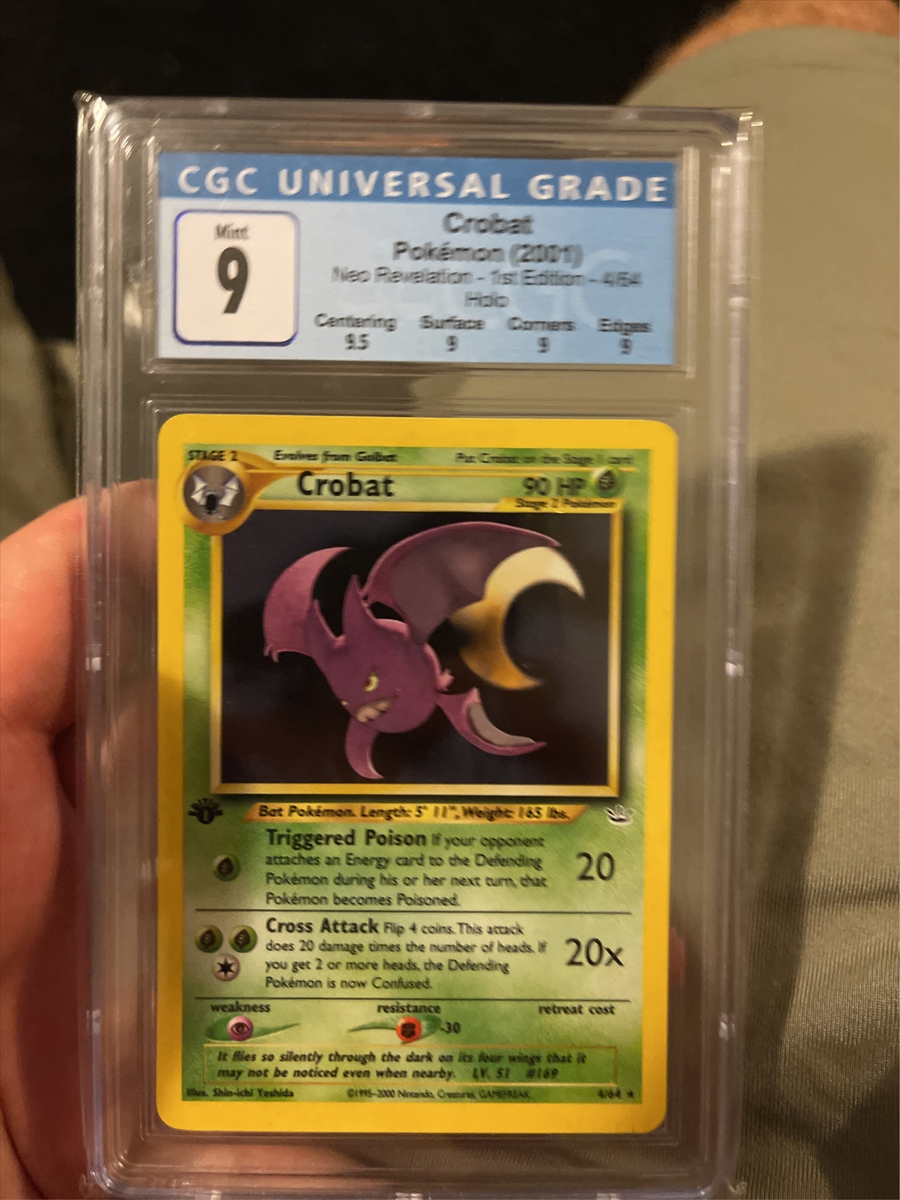 CGC UNIVERSAL GRADE
Mint
9
Crobat
Pokémon (2001)
Neo Revelation - 1st Edition - 4/64
Holo
Centering Surface Corners Edges
9.5 9 9 9
STAGE 2 Evolves from Golbat Put Crobat on the Stage 1 card
Crobat 90 HP
Stage 2 Pokémon
1
Bat Pokémon. Length: 5' 11", Weight: 165 lbs.
Triggered Poison If your opponent
attaches an Energy card to the Defending
Pokémon during his or her next turn, that
Pokémon becomes Poisoned.
20
Cross Attack Flip 4 coins. This attack
does 20 damage times the number of heads. If
you get 2 or more heads, the Defending
Pokémon is now Confused.
20x
weakness resistance retreat cost
-30
It flies so silently through the dark on its four wings that it
may not be noticed even when nearby. LV. 51 #169
Illus. Shin-ichi Yoshida ©1995-2000 Nintendo, Creatures, GAMEFREAK. 4/64 ★